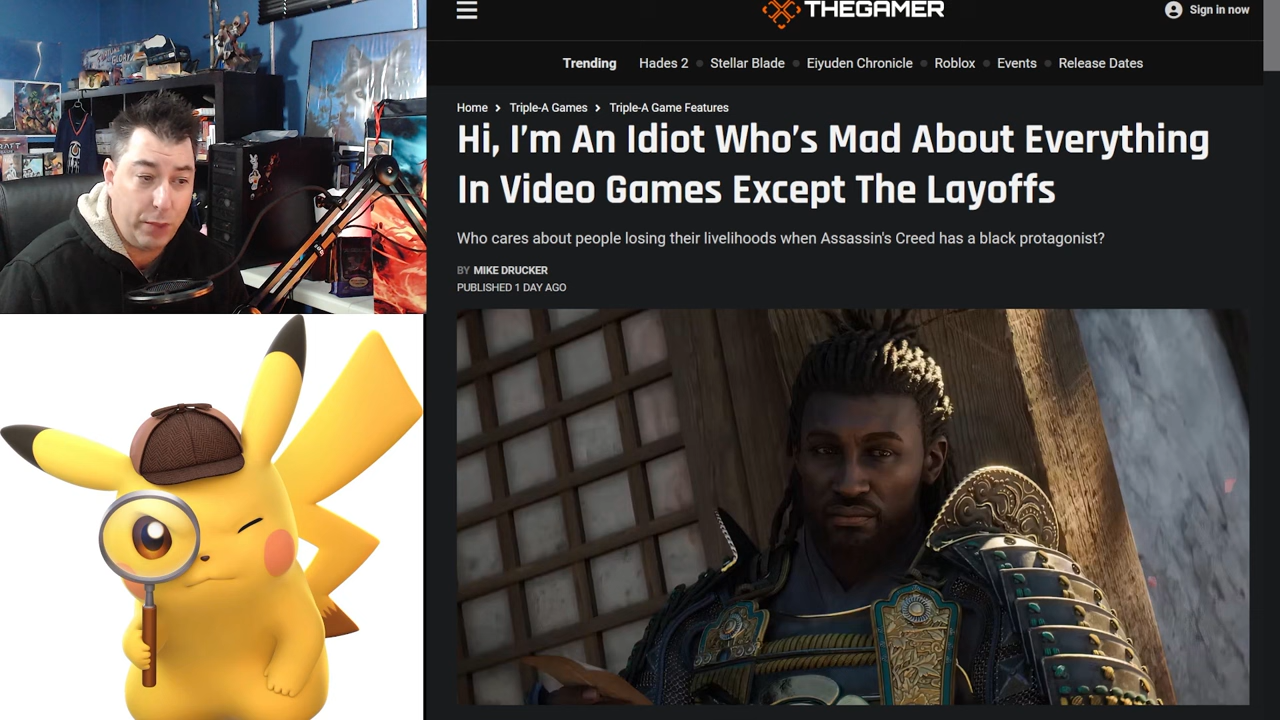 THEGAMER
Sign in now
Trending Hades 2 Stellar Blade Eiyuden Chronicle Roblox Events Release Dates
Home > Triple-A Games > Triple-A Game Features
Hi, I'm An Idiot Who's Mad About Everything
In Video Games Except The Layoffs
Who cares about people losing their livelihoods when Assassin's Creed has a black protagonist?
BY MIKE DRUCKER
PUBLISHED 1 DAY AGO